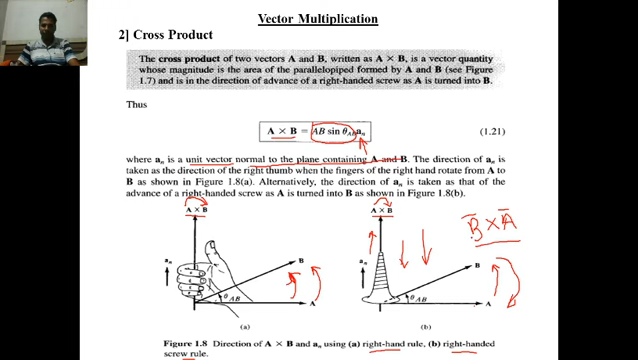 Vector Multiplication
2] Cross Product
The cross product of two vectors A and B, written as A × B, is a vector quantity
whose magnitude is the area of the parallelopiped formed by A and B (see Figure
1.7) and is in the direction of advance of a right-handed screw as A is turned into B.
Thus
A × B = AB sin θAB an (1.21)
where an is a unit vector normal to the plane containing A and B. The direction of an is
taken as the direction of the right thumb when the fingers of the right hand rotate from A to
B as shown in Figure 1.8(a). Alternatively, the direction of an is taken as that of the
advance of a right-handed screw as A is turned into B as shown in Figure 1.8(b).
A × B A × B
B̄ × Ā
an B an B
θAB A θAB A
(a) (b)
Figure 1.8 Direction of A × B and an using (a) right-hand rule, (b) right-handed
screw rule.